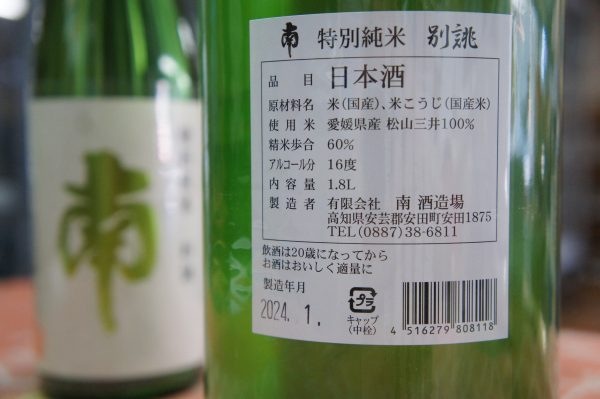 南 特別純米 別誂
品目 日本酒
原材料名 米(国産)、米こうじ(国産米)
使用米 愛媛県産 松山三井100%
精米歩合 60%
アルコール分 16度
内容量 1.8L
製造者 有限会社 南 酒造場
高知県安芸郡安田町安田1875
TEL(0887)38-6811
飲酒は20歳になってから
お酒はおいしく適量に
製造年月
2024. 1.
プラ
キャップ
(中栓)
4 516279 808118
南